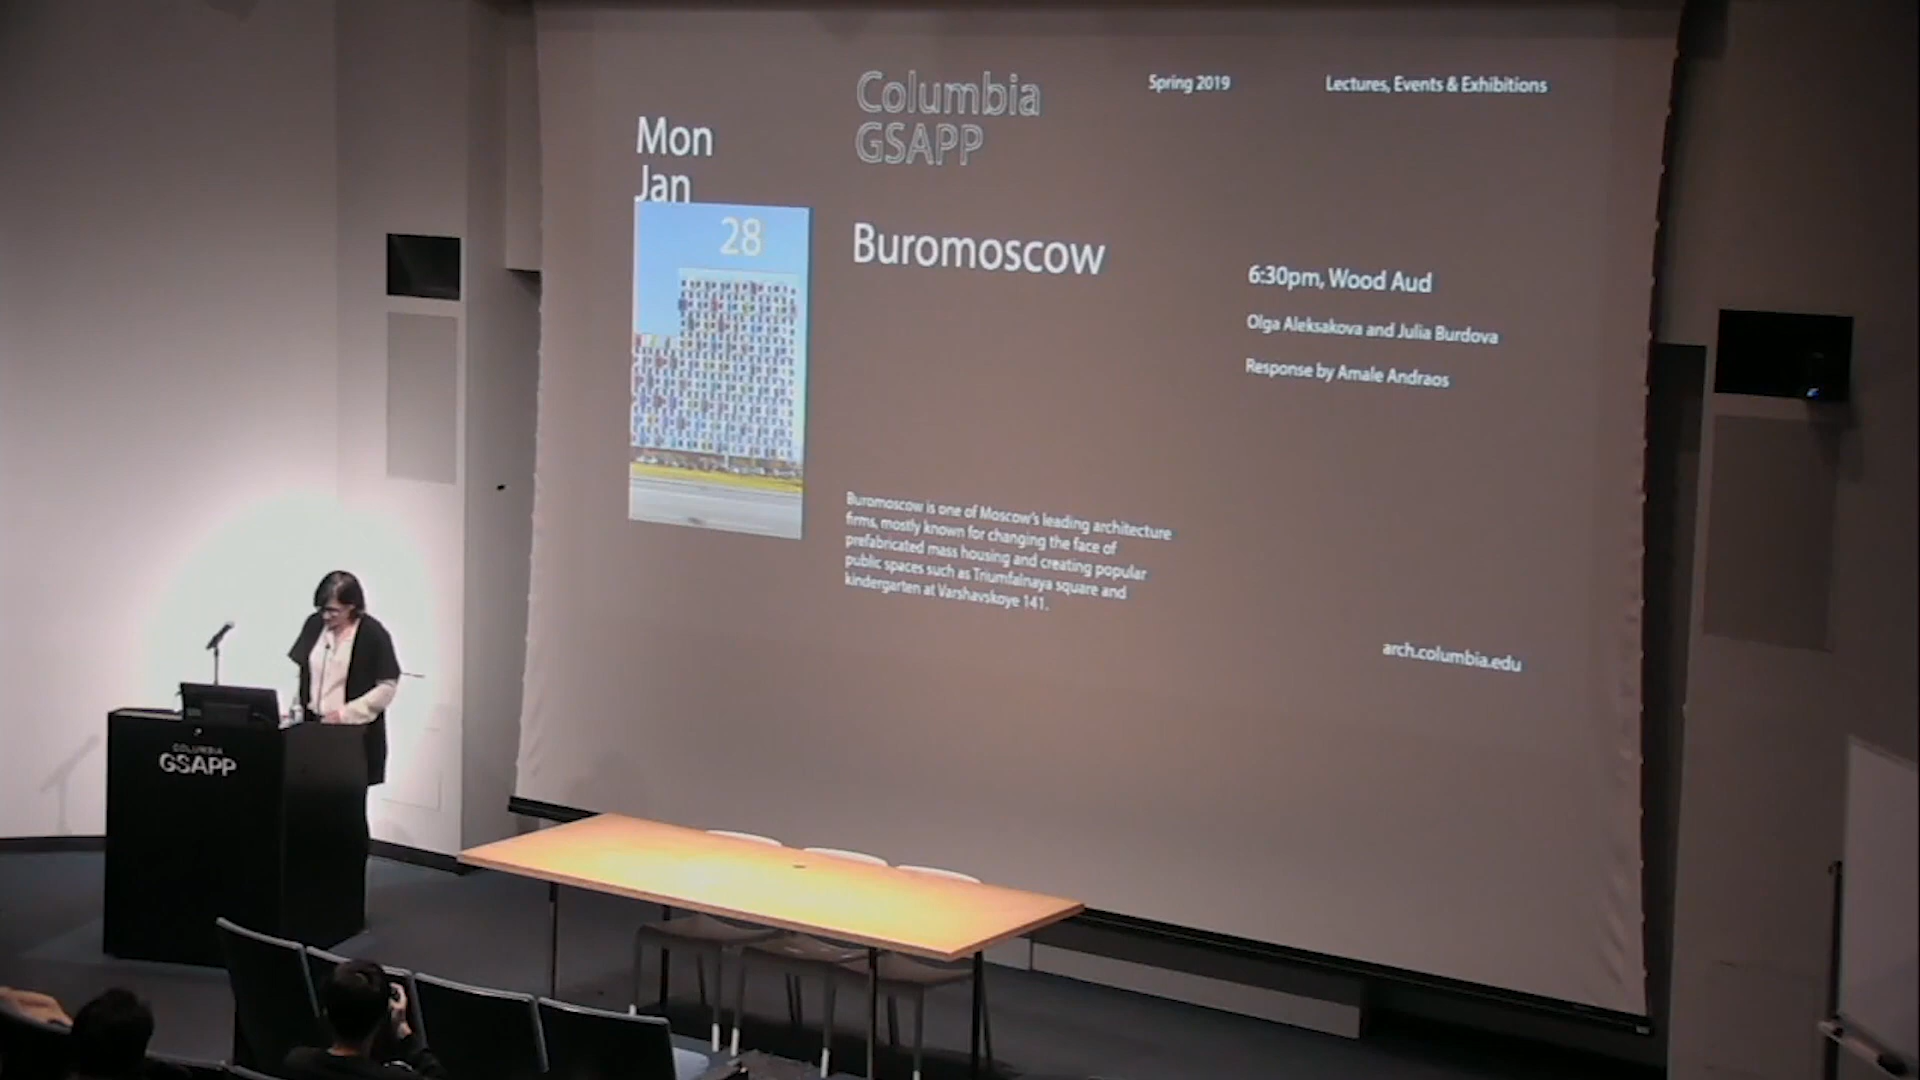 Columbia
GSAPP
Spring 2019
Lectures, Events & Exhibitions
Mon
Jan
28
Buromoscow
6:30pm, Wood Aud
Olga Aleksakova and Julia Burdova
Response by Amale Andraos
Buromoscow is one of Moscow's leading architecture
firms, mostly known for changing the face of
prefabricated mass housing and creating popular
public spaces such as Triumfalnaya square and
kindergarten at Varshavskoye 141.
arch.columbia.edu
COLUMBIA
GSAPP